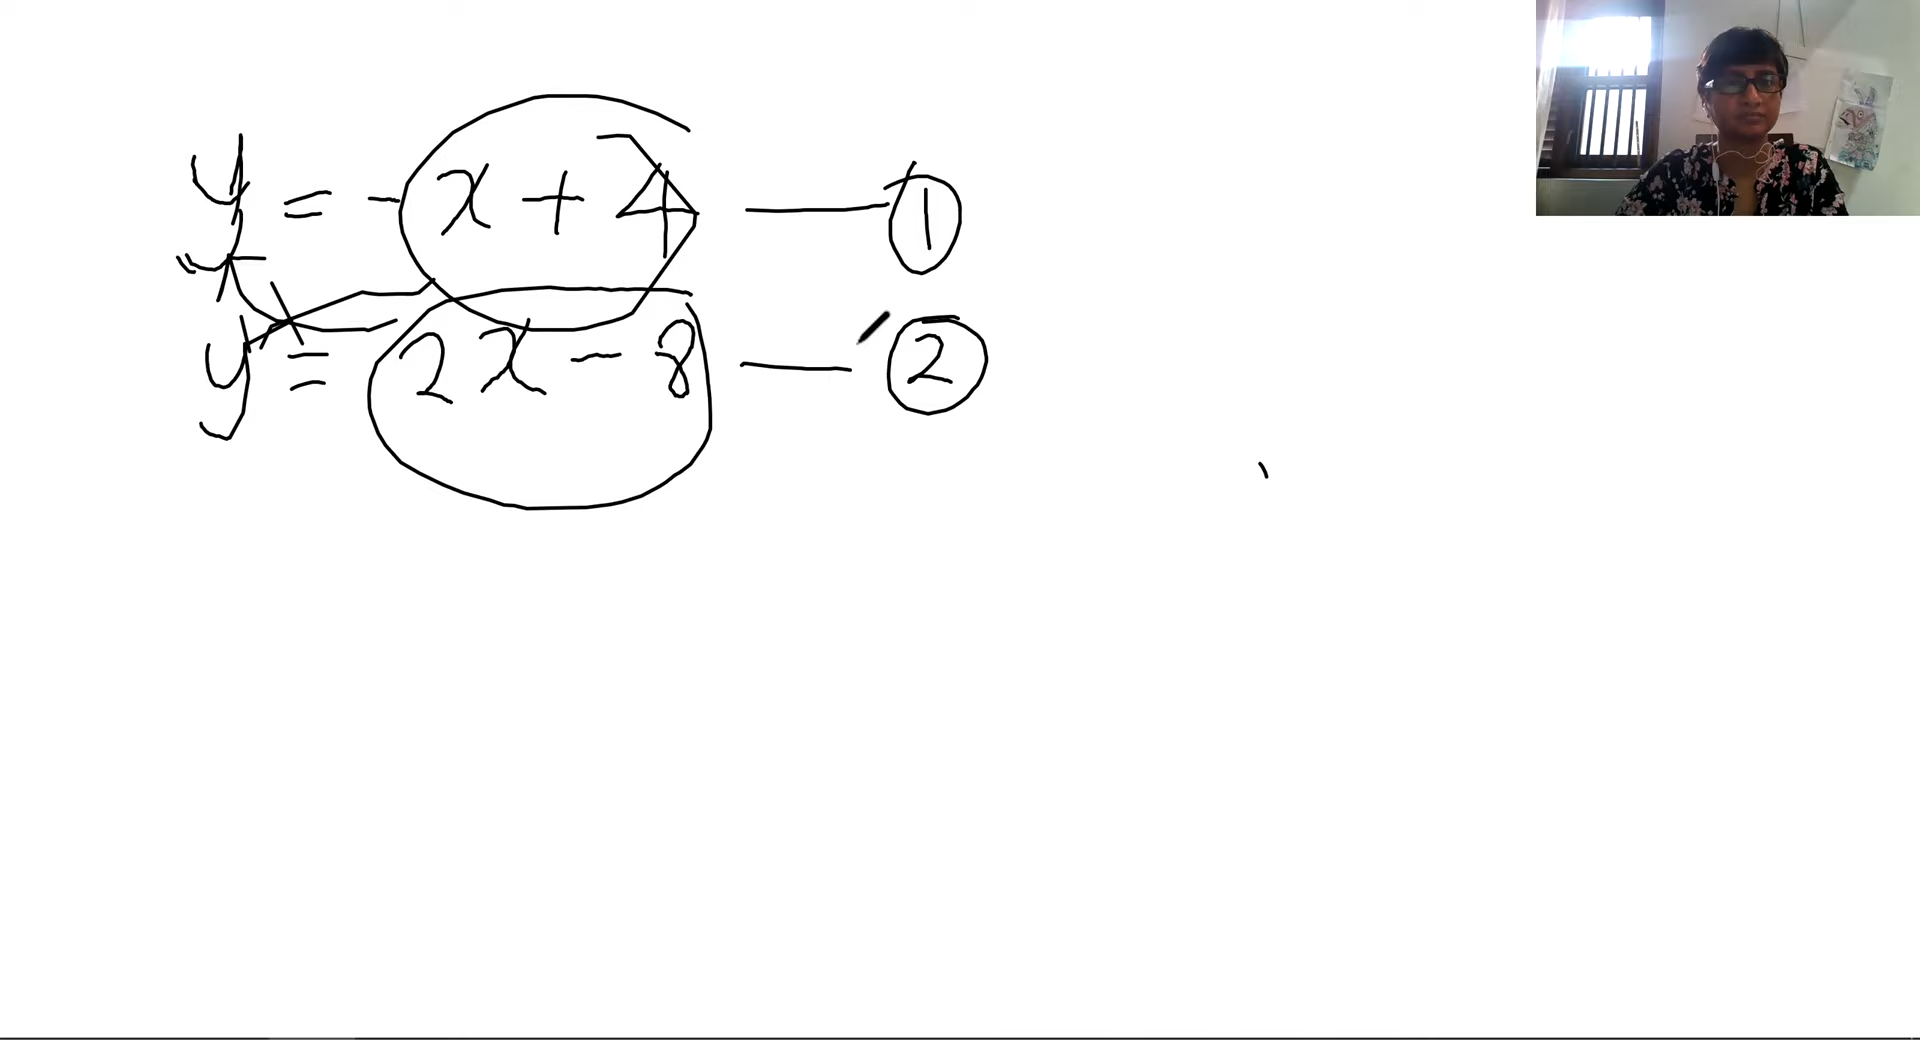 y = -x + 4 — ①
y = 2x - 8 — ②